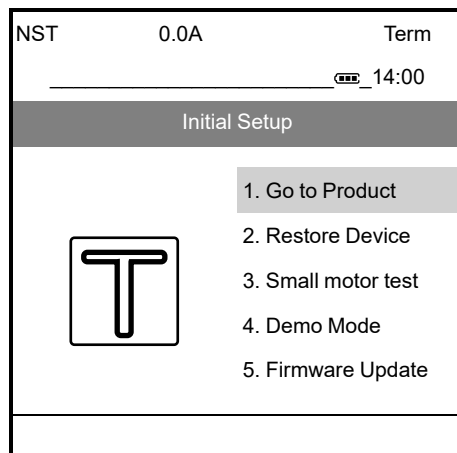 NST 0.0A Term
14:00
Initial Setup
1. Go to Product
2. Restore Device
3. Small motor test
4. Demo Mode
5. Firmware Update
T